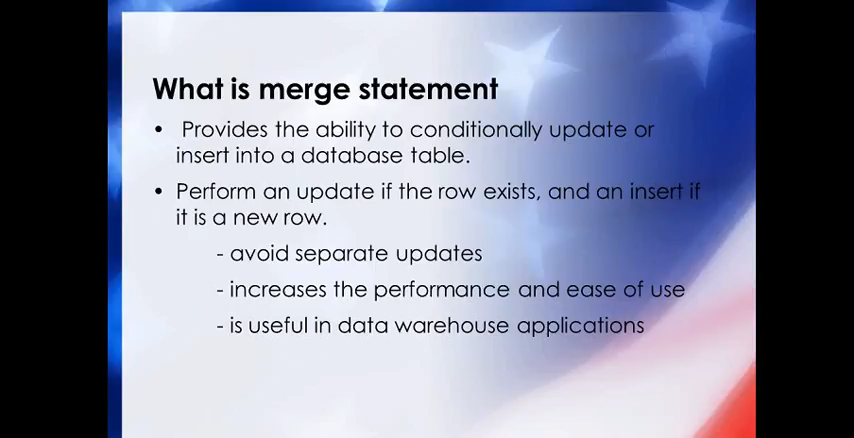 What is merge statement
• Provides the ability to conditionally update or
insert into a database table.
• Perform an update if the row exists, and an insert if
it is a new row.
- avoid separate updates
- increases the performance and ease of use
- is useful in data warehouse applications